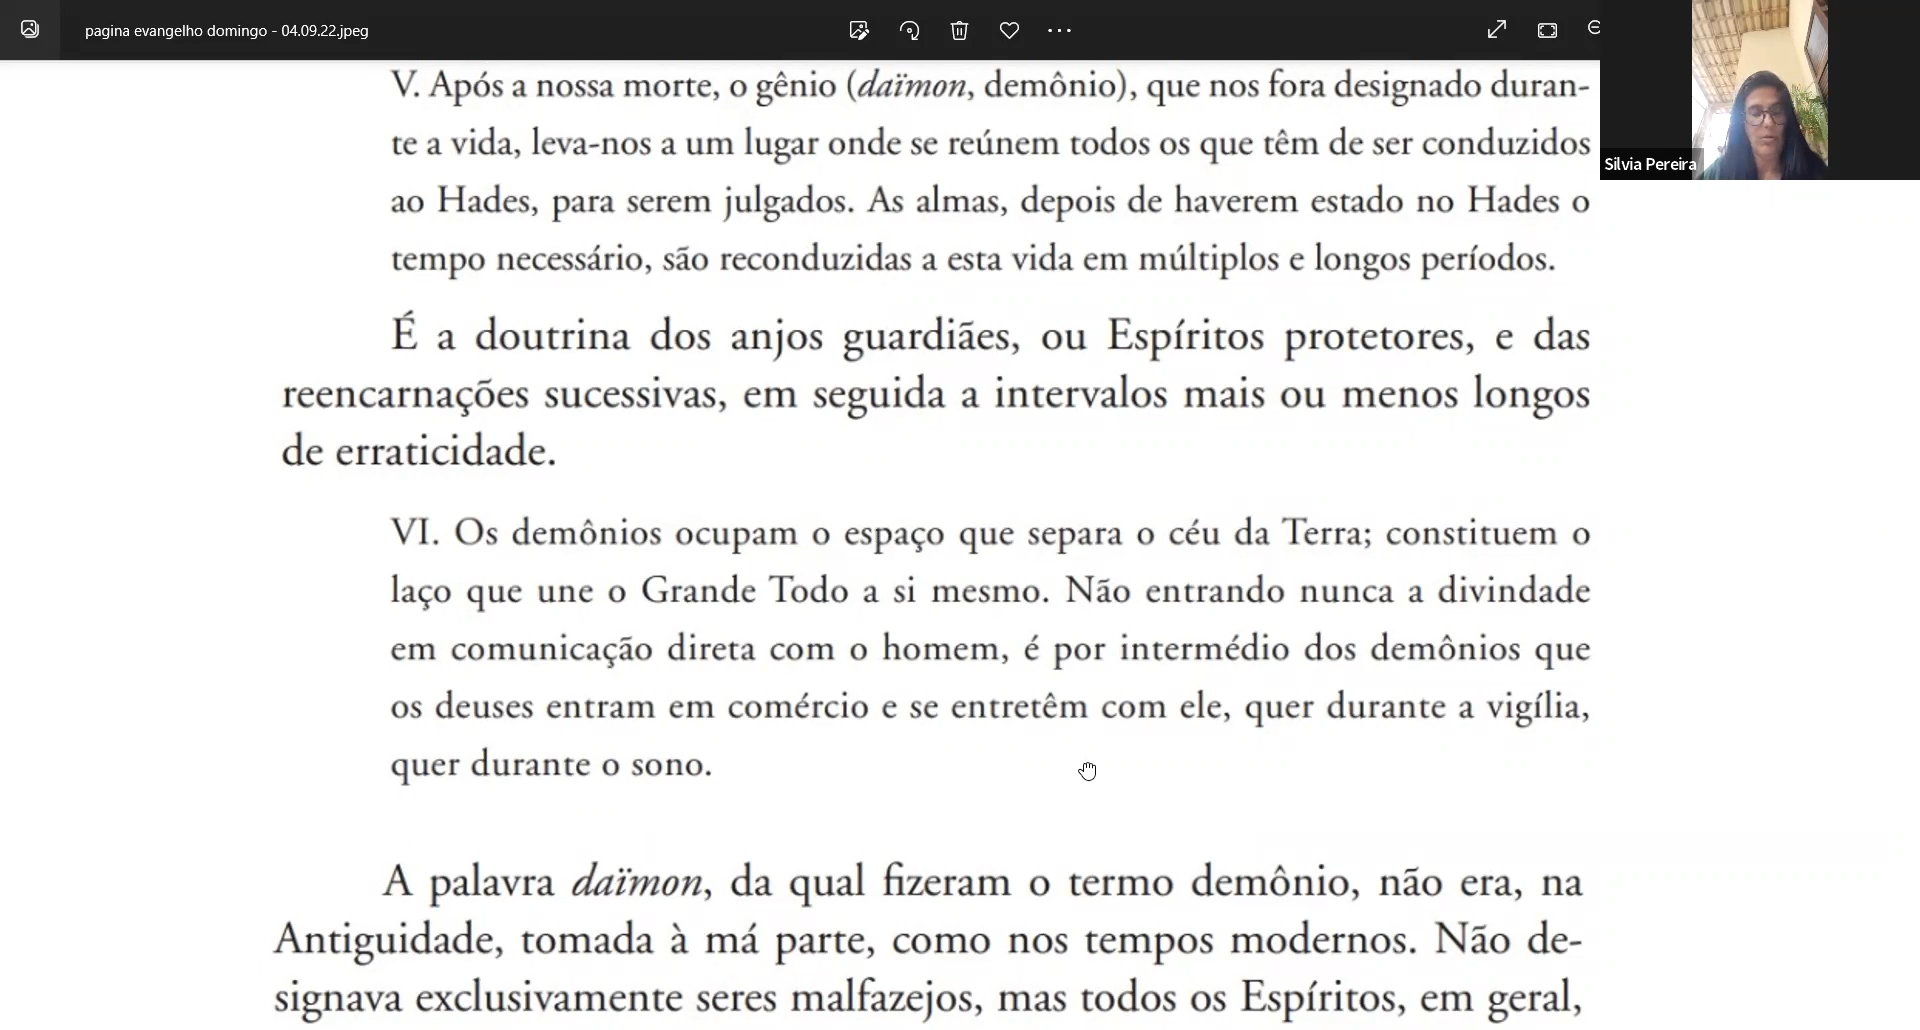 pagina evangelho domingo - 04.09.22.jpeg
V. Após a nossa morte, o gênio (daïmon, demônio), que nos fora designado duran-
te a vida, leva-nos a um lugar onde se reúnem todos os que têm de ser conduzidos
ao Hades, para serem julgados. As almas, depois de haverem estado no Hades o
tempo necessário, são reconduzidas a esta vida em múltiplos e longos períodos.
É a doutrina dos anjos guardiães, ou Espíritos protetores, e das
reencarnações sucessivas, em seguida a intervalos mais ou menos longos
de erraticidade.
VI. Os demônios ocupam o espaço que separa o céu da Terra; constituem o
laço que une o Grande Todo a si mesmo. Não entrando nunca a divindade
em comunicação direta com o homem, é por intermédio dos demônios que
os deuses entram em comércio e se entretêm com ele, quer durante a vigília,
quer durante o sono.
A palavra daïmon, da qual fizeram o termo demônio, não era, na
Antiguidade, tomada à má parte, como nos tempos modernos. Não de-
signava exclusivamente seres malfazejos, mas todos os Espíritos, em geral,
Silvia Pereira